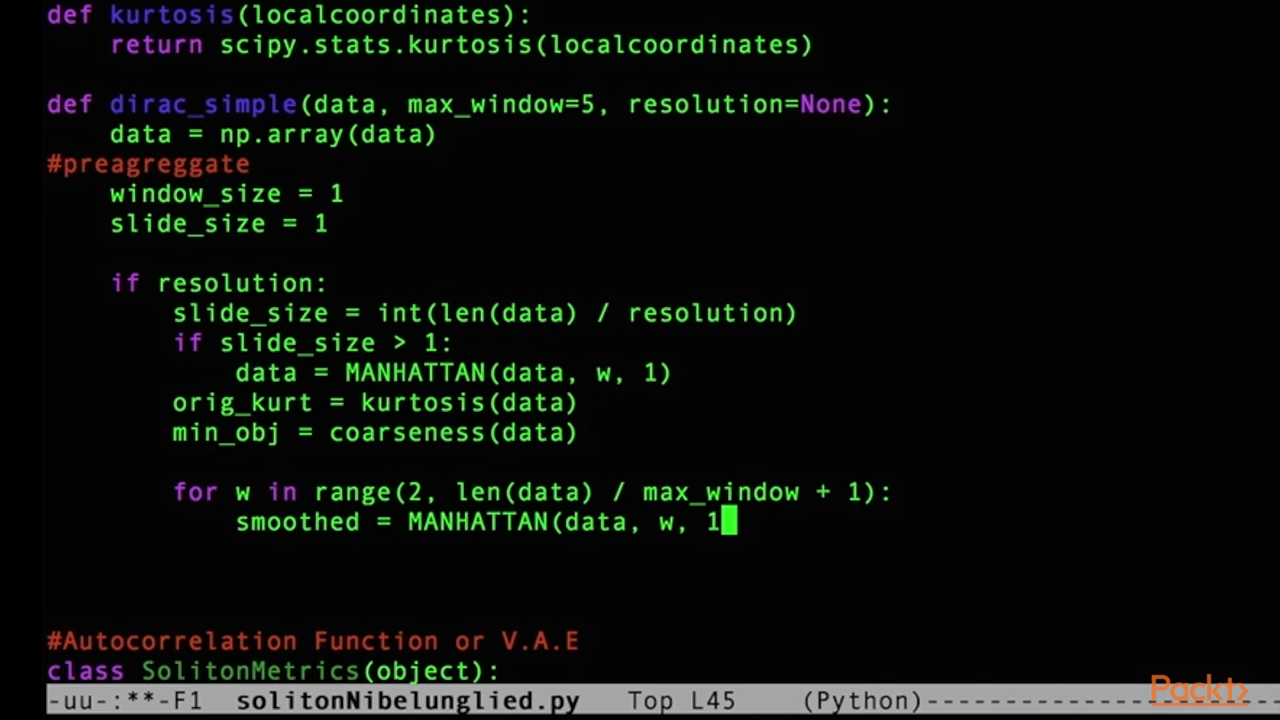 def kurtosis(localcoordinates):
    return scipy.stats.kurtosis(localcoordinates)
def dirac_simple(data, max_window=5, resolution=None):
    data = np.array(data)
#preagreggate
    window_size = 1
    slide_size = 1
    if resolution:
        slide_size = int(len(data) / resolution)
        if slide_size > 1:
            data = MANHATTAN(data, w, 1)
        orig_kurt = kurtosis(data)
        min_obj = coarseness(data)
        for w in range(2, len(data) / max_window + 1):
            smoothed = MANHATTAN(data, w, 1
#Autocorrelation Function or V.A.E
class SolitonMetrics(object):
-uu-:**-F1  solitonNibelunglied.py   Top L45    (Python)----------------------
Packt>